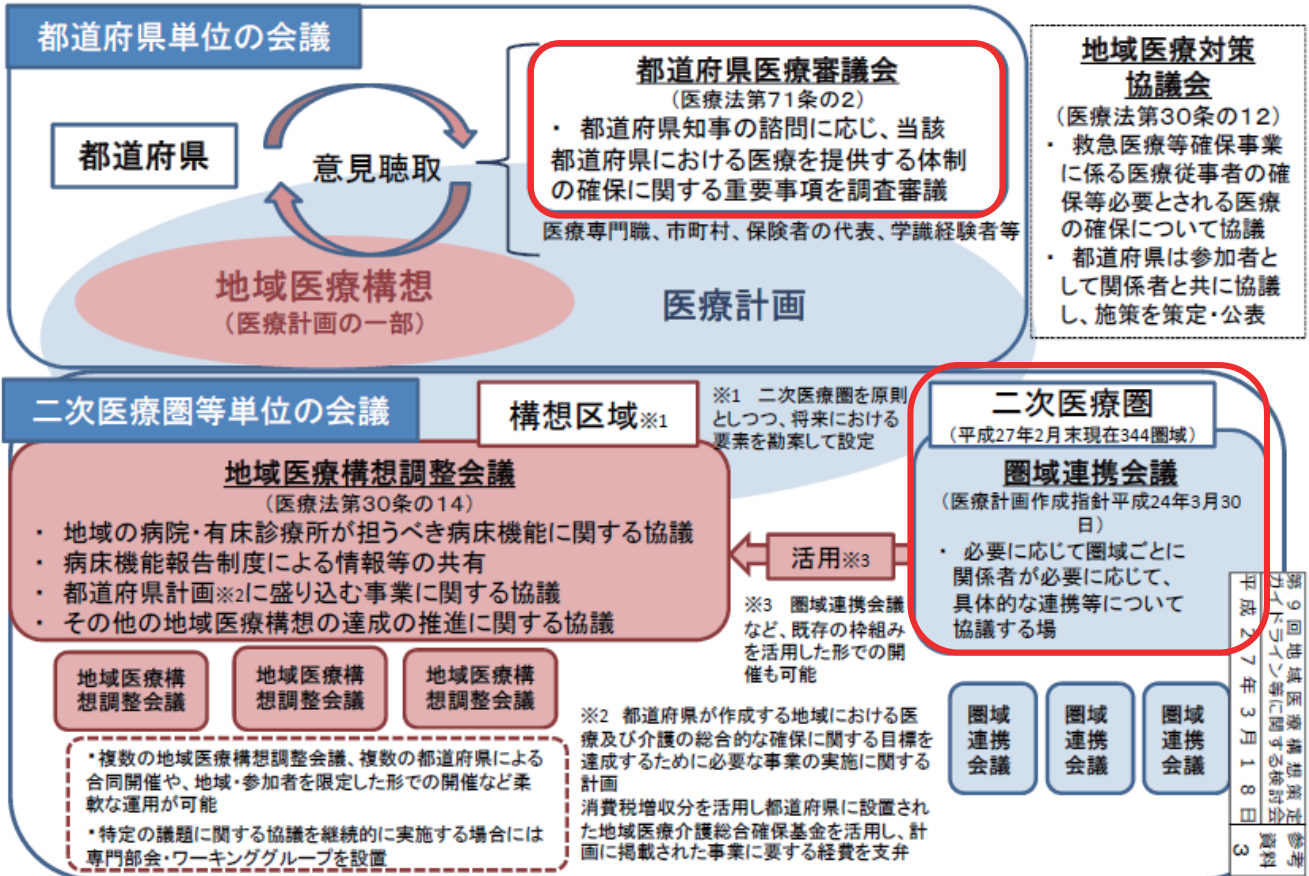 都道府県単位の会議
都道府県
意見聴取
都道府県医療審議会
(医療法第71条の2)
・ 都道府県知事の諮問に応じ、当該
都道府県における医療を提供する体制
の確保に関する重要事項を調査審議
医療専門職、市町村、保険者の代表、学識経験者等
地域医療構想
(医療計画の一部)
医療計画
地域医療対策
協議会
(医療法第30条の12)
・ 救急医療等確保事業
に係る医療従事者の確
保等必要とされる医療
の確保について協議
・ 都道府県は参加者と
して関係者と共に協議
し、施策を策定・公表
二次医療圏等単位の会議
構想区域※1
※1 二次医療圏を原則
としつつ、将来における
要素を勘案して設定
地域医療構想調整会議
(医療法第30条の14)
・ 地域の病院・有床診療所が担うべき病床機能に関する協議
・ 病床機能報告制度による情報等の共有
・ 都道府県計画※2に盛り込む事業に関する協議
・ その他の地域医療構想の達成の推進に関する協議
活用※3
※3 圏域連携会議
など、既存の枠組み
を活用した形での開
催も可能
二次医療圏
(平成27年2月末現在344圏域)
圏域連携会議
(医療計画作成指針平成24年3月30
日)
・ 必要に応じて圏域ごとに
関係者が必要に応じて、
具体的な連携等について
協議する場
地域医療構
想調整会議
地域医療構
想調整会議
地域医療構
想調整会議
・複数の地域医療構想調整会議、複数の都道府県による
合同開催や、地域・参加者を限定した形での開催など柔
軟な運用が可能
・特定の議題に関する協議を継続的に実施する場合には
専門部会・ワーキンググループを設置
※2 都道府県が作成する地域における医
療及び介護の総合的な確保に関する目標を
達成するために必要な事業の実施に関する
計画
消費税増収分を活用し都道府県に設置され
た地域医療介護総合確保基金を活用し、計
画に掲載された事業に要する経費を支弁
圏域
連携
会議
圏域
連携
会議
圏域
連携
会議
第9回地域医療構想策定
ガイドライン等に関する検討会
平成27年3月18日
参考
資料
3